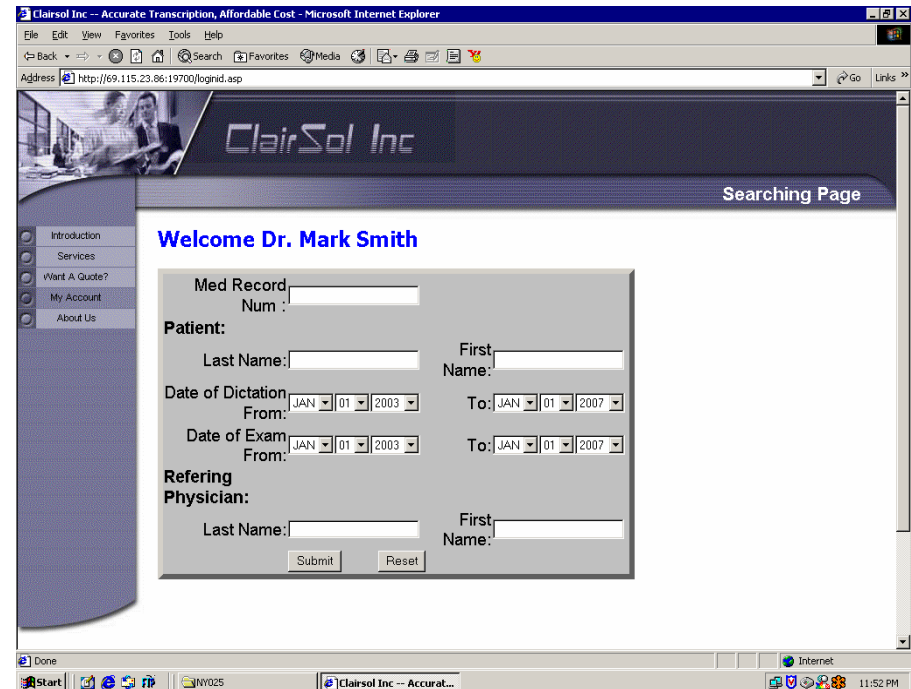 Clairsol Inc -- Accurate Transcription, Affordable Cost - Microsoft Internet Explorer
File Edit View Favorites Tools Help
Back Search Favorites Media
Address http://69.115.23.86:19700/loginid.asp Go Links »
ClairSol Inc
Searching Page
Introduction
Services
Want A Quote?
My Account
About Us
Welcome Dr. Mark Smith
Med Record
Num :
Patient:
Last Name: First
Name:
Date of Dictation
From: JAN 01 2003 To: JAN 01 2007
Date of Exam
From: JAN 01 2003 To: JAN 01 2007
Refering
Physician:
Last Name: First
Name:
Submit Reset
Done Internet
Start NY025 Clairsol Inc -- Accurat... 11:52 PM